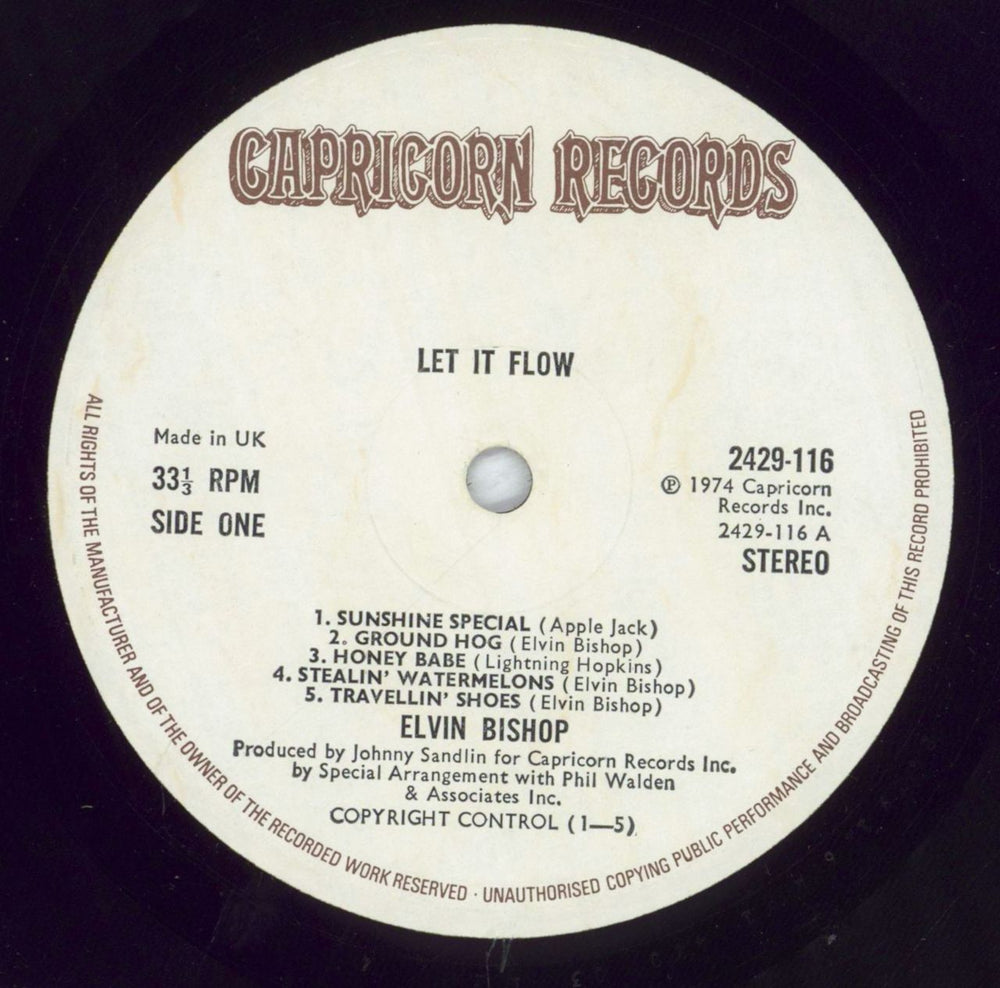 CAPRICORN RECORDS
LET IT FLOW
Made in UK
33⅓ RPM
SIDE ONE
2429-116
℗ 1974 Capricorn
Records Inc.
2429-116 A
STEREO
1. SUNSHINE SPECIAL (Apple Jack)
2. GROUND HOG (Elvin Bishop)
3. HONEY BABE (Lightning Hopkins)
4. STEALIN' WATERMELONS (Elvin Bishop)
5. TRAVELLIN' SHOES (Elvin Bishop)
ELVIN BISHOP
Produced by Johnny Sandlin for Capricorn Records Inc.
by Special Arrangement with Phil Walden
& Associates Inc.
COPYRIGHT CONTROL (1—5)
ALL RIGHTS OF THE MANUFACTURER AND OF THE OWNER OF THE RECORDED WORK RESERVED · UNAUTHORISED COPYING PUBLIC PERFORMANCE AND BROADCASTING OF THIS RECORD PROHIBITED